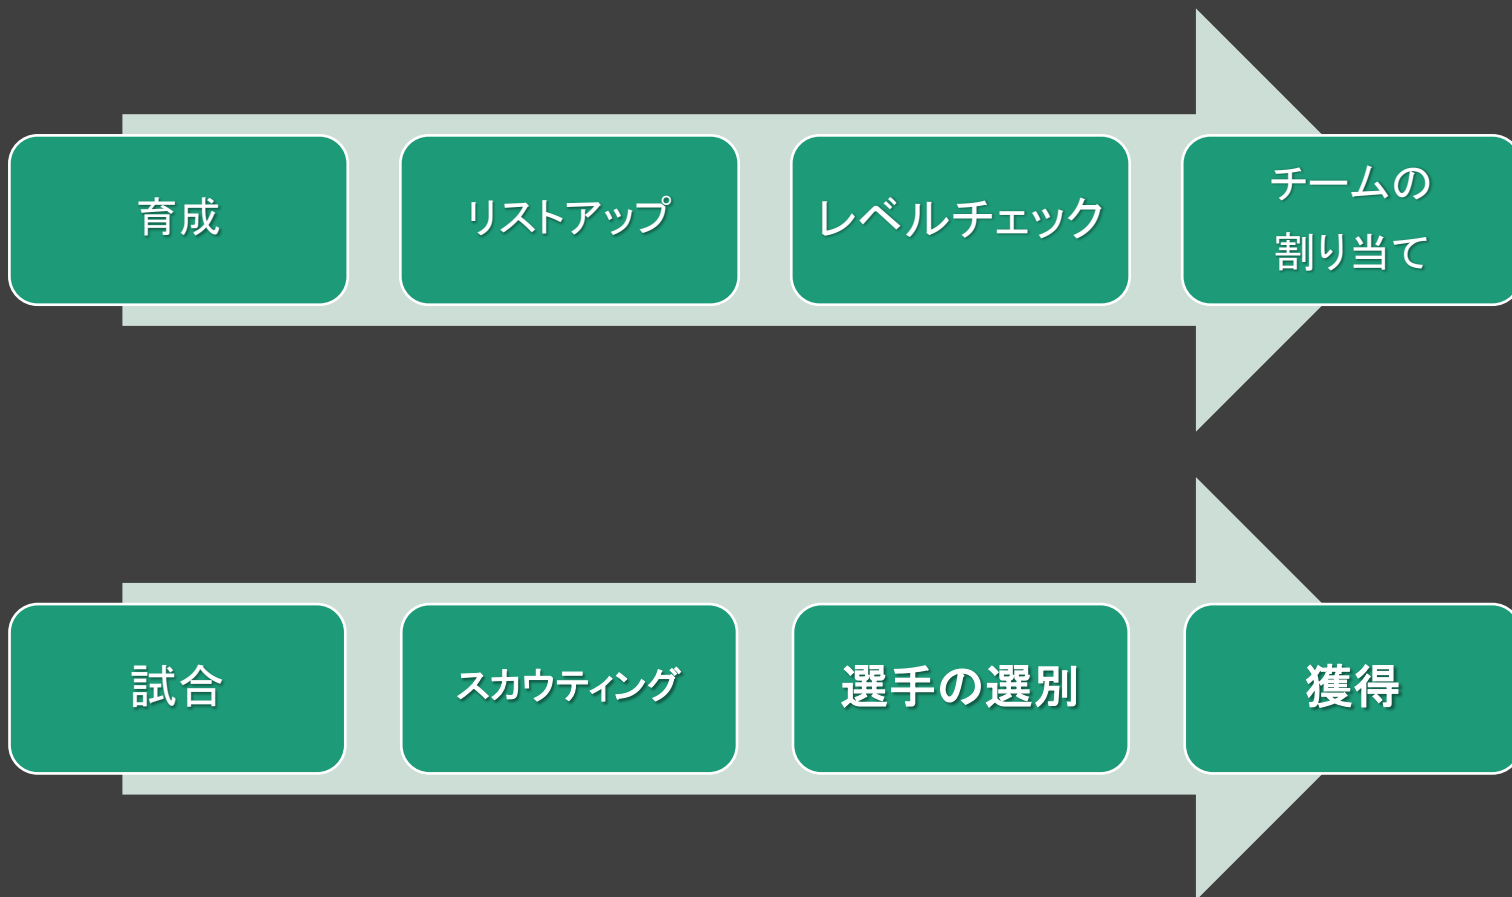 育成
リストアップ
レベルチェック
チームの
割り当て
試合
スカウティング
選手の選別
獲得